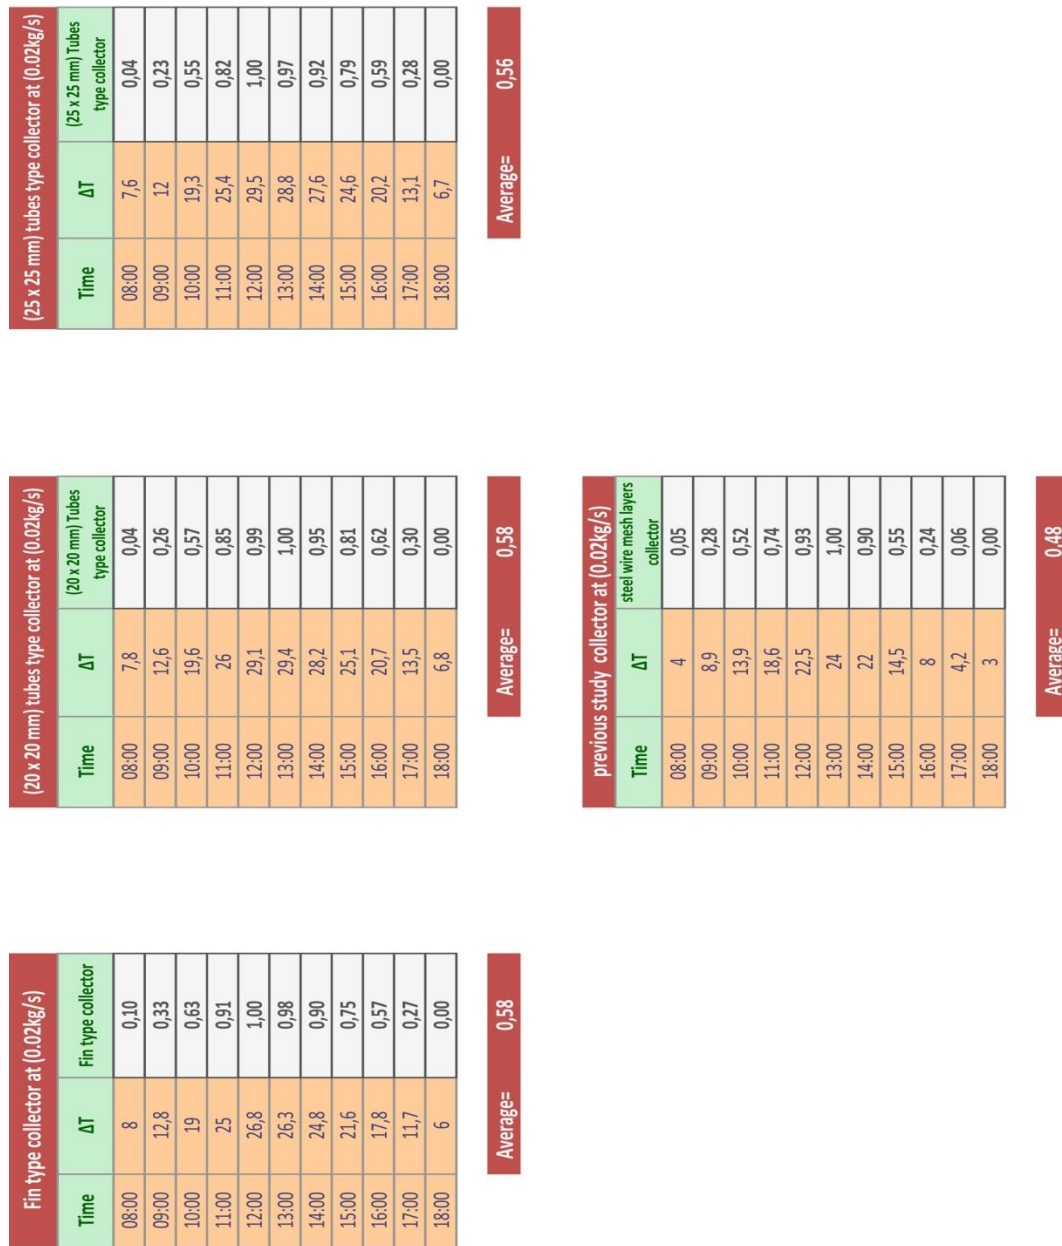 Fin type collector at (0.02kg/s)
Time ΔT Fin type collector
08:00 8 0,10
09:00 12,8 0,33
10:00 19 0,63
11:00 25 0,91
12:00 26,8 1,00
13:00 26,3 0,98
14:00 24,8 0,90
15:00 21,6 0,75
16:00 17,8 0,57
17:00 11,7 0,27
18:00 6 0,00
Average= 0,58
(20 x 20 mm) tubes type collector at (0.02kg/s)
Time ΔT (20 x 20 mm) Tubes
type collector
08:00 7,8 0,04
09:00 12,6 0,26
10:00 19,6 0,57
11:00 26 0,85
12:00 29,1 0,99
13:00 29,4 1,00
14:00 28,2 0,95
15:00 25,1 0,81
16:00 20,7 0,62
17:00 13,5 0,30
18:00 6,8 0,00
Average= 0,58
(25 x 25 mm) tubes type collector at (0.02kg/s)
Time ΔT (25 x 25 mm) Tubes
type collector
08:00 7,6 0,04
09:00 12 0,23
10:00 19,3 0,55
11:00 25,4 0,82
12:00 29,5 1,00
13:00 28,8 0,97
14:00 27,6 0,92
15:00 24,6 0,79
16:00 20,2 0,59
17:00 13,1 0,28
18:00 6,7 0,00
Average= 0,56
previous study collector at (0.02kg/s)
Time ΔT steel wire mesh layers
collector
08:00 4 0,05
09:00 8,9 0,28
10:00 13,9 0,52
11:00 18,6 0,74
12:00 22,5 0,93
13:00 24 1,00
14:00 22 0,90
15:00 14,5 0,55
16:00 8 0,24
17:00 4,2 0,06
18:00 3 0,00
Average= 0,48